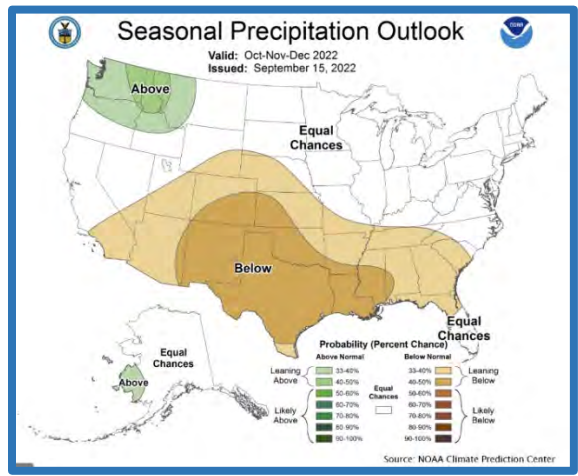 Seasonal Precipitation Outlook
NOAA
Valid: Oct-Nov-Dec 2022
Issued: September 15, 2022
Above
Equal
Chances
Below
Equal
Chances
Equal
Chances
Above
Probability (Percent Chance)
Above Normal
Below Normal
Leaning
Above
33-40%
40-50%
Likely
Above
50-60%
60-70%
70-80%
80-90%
90-100%
Equal
Chances
33-40%
40-50%
Leaning
Below
50-60%
60-70%
70-80%
80-90%
90-100%
Likely
Below
Source: NOAA Climate Prediction Center